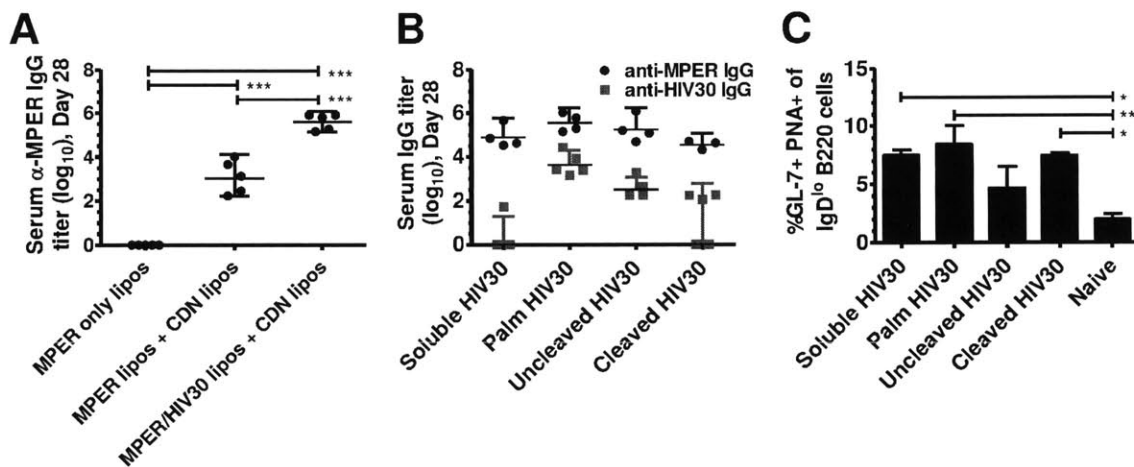 A
Serum α-MPER IgG
titer (log10), Day 28
8
6
4
2
0
***
***
***
MPER only lipos
MPER lipos + CDN lipos
MPER/HIV30 lipos + CDN lipos
B
Serum IgG titer
(log10), Day 28
8
6
4
2
0
anti-MPER IgG
anti-HIV30 IgG
Soluble HIV30
Palm HIV30
Uncleaved HIV30
Cleaved HIV30
C
%GL-7+ PNA+ of
IgDlo B220 cells
15
10
5
0
*
**
*
Soluble HIV30
Palm HIV30
Uncleaved HIV30
Cleaved HIV30
Naive